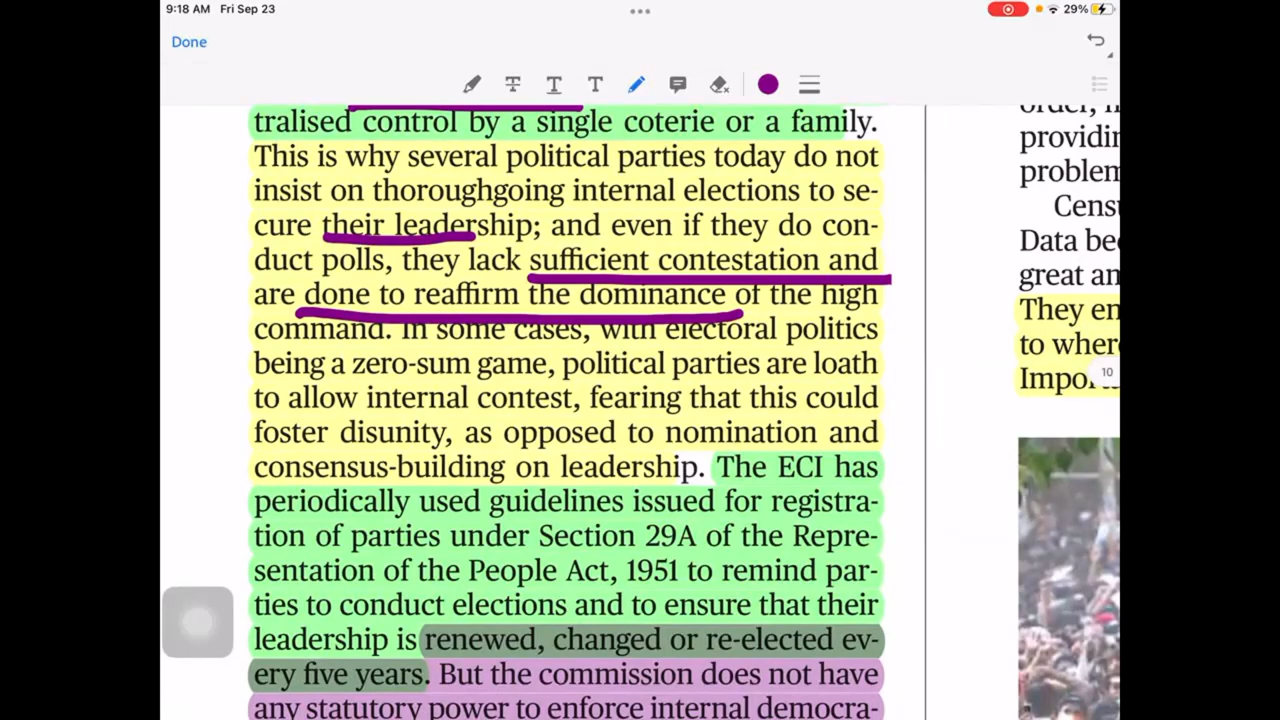 9:18 AM Fri Sep 23
29%
Done
tralised control by a single coterie or a family.
This is why several political parties today do not
insist on thoroughgoing internal elections to se-
cure their leadership; and even if they do con-
duct polls, they lack sufficient contestation and
are done to reaffirm the dominance of the high
command. In some cases, with electoral politics
being a zero-sum game, political parties are loath
to allow internal contest, fearing that this could
foster disunity, as opposed to nomination and
consensus-building on leadership. The ECI has
periodically used guidelines issued for registra-
tion of parties under Section 29A of the Repre-
sentation of the People Act, 1951 to remind par-
ties to conduct elections and to ensure that their
leadership is renewed, changed or re-elected ev-
ery five years. But the commission does not have
any statutory power to enforce internal democra-
order,
providin
problem
Censu
Data bec
great an
They en
to where
10